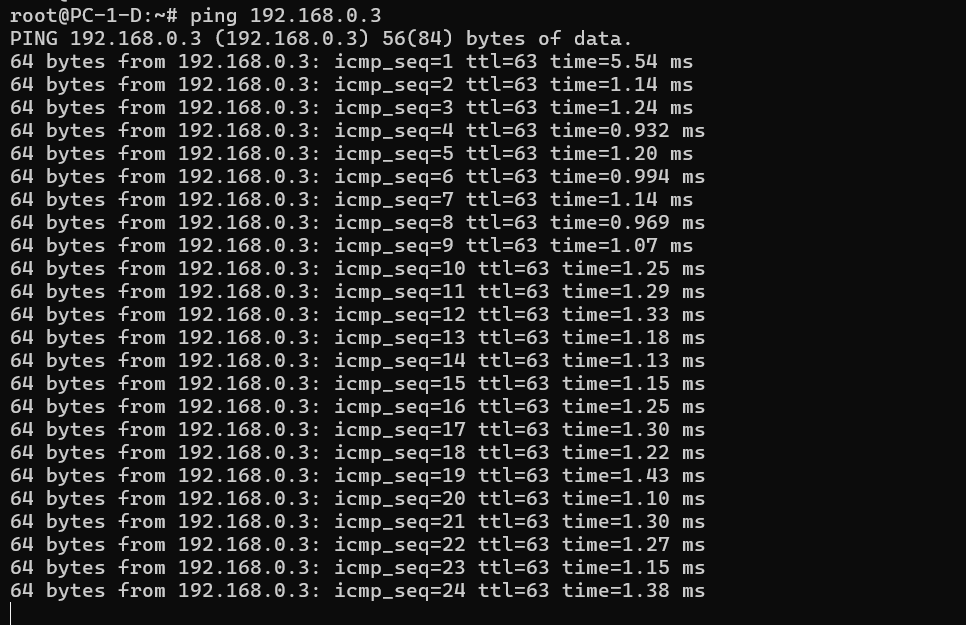 root@PC-1-D:~# ping 192.168.0.3
PING 192.168.0.3 (192.168.0.3) 56(84) bytes of data.
64 bytes from 192.168.0.3: icmp_seq=1 ttl=63 time=5.54 ms
64 bytes from 192.168.0.3: icmp_seq=2 ttl=63 time=1.14 ms
64 bytes from 192.168.0.3: icmp_seq=3 ttl=63 time=1.24 ms
64 bytes from 192.168.0.3: icmp_seq=4 ttl=63 time=0.932 ms
64 bytes from 192.168.0.3: icmp_seq=5 ttl=63 time=1.20 ms
64 bytes from 192.168.0.3: icmp_seq=6 ttl=63 time=0.994 ms
64 bytes from 192.168.0.3: icmp_seq=7 ttl=63 time=1.14 ms
64 bytes from 192.168.0.3: icmp_seq=8 ttl=63 time=0.969 ms
64 bytes from 192.168.0.3: icmp_seq=9 ttl=63 time=1.07 ms
64 bytes from 192.168.0.3: icmp_seq=10 ttl=63 time=1.25 ms
64 bytes from 192.168.0.3: icmp_seq=11 ttl=63 time=1.29 ms
64 bytes from 192.168.0.3: icmp_seq=12 ttl=63 time=1.33 ms
64 bytes from 192.168.0.3: icmp_seq=13 ttl=63 time=1.18 ms
64 bytes from 192.168.0.3: icmp_seq=14 ttl=63 time=1.13 ms
64 bytes from 192.168.0.3: icmp_seq=15 ttl=63 time=1.15 ms
64 bytes from 192.168.0.3: icmp_seq=16 ttl=63 time=1.25 ms
64 bytes from 192.168.0.3: icmp_seq=17 ttl=63 time=1.30 ms
64 bytes from 192.168.0.3: icmp_seq=18 ttl=63 time=1.22 ms
64 bytes from 192.168.0.3: icmp_seq=19 ttl=63 time=1.43 ms
64 bytes from 192.168.0.3: icmp_seq=20 ttl=63 time=1.10 ms
64 bytes from 192.168.0.3: icmp_seq=21 ttl=63 time=1.30 ms
64 bytes from 192.168.0.3: icmp_seq=22 ttl=63 time=1.27 ms
64 bytes from 192.168.0.3: icmp_seq=23 ttl=63 time=1.15 ms
64 bytes from 192.168.0.3: icmp_seq=24 ttl=63 time=1.38 ms